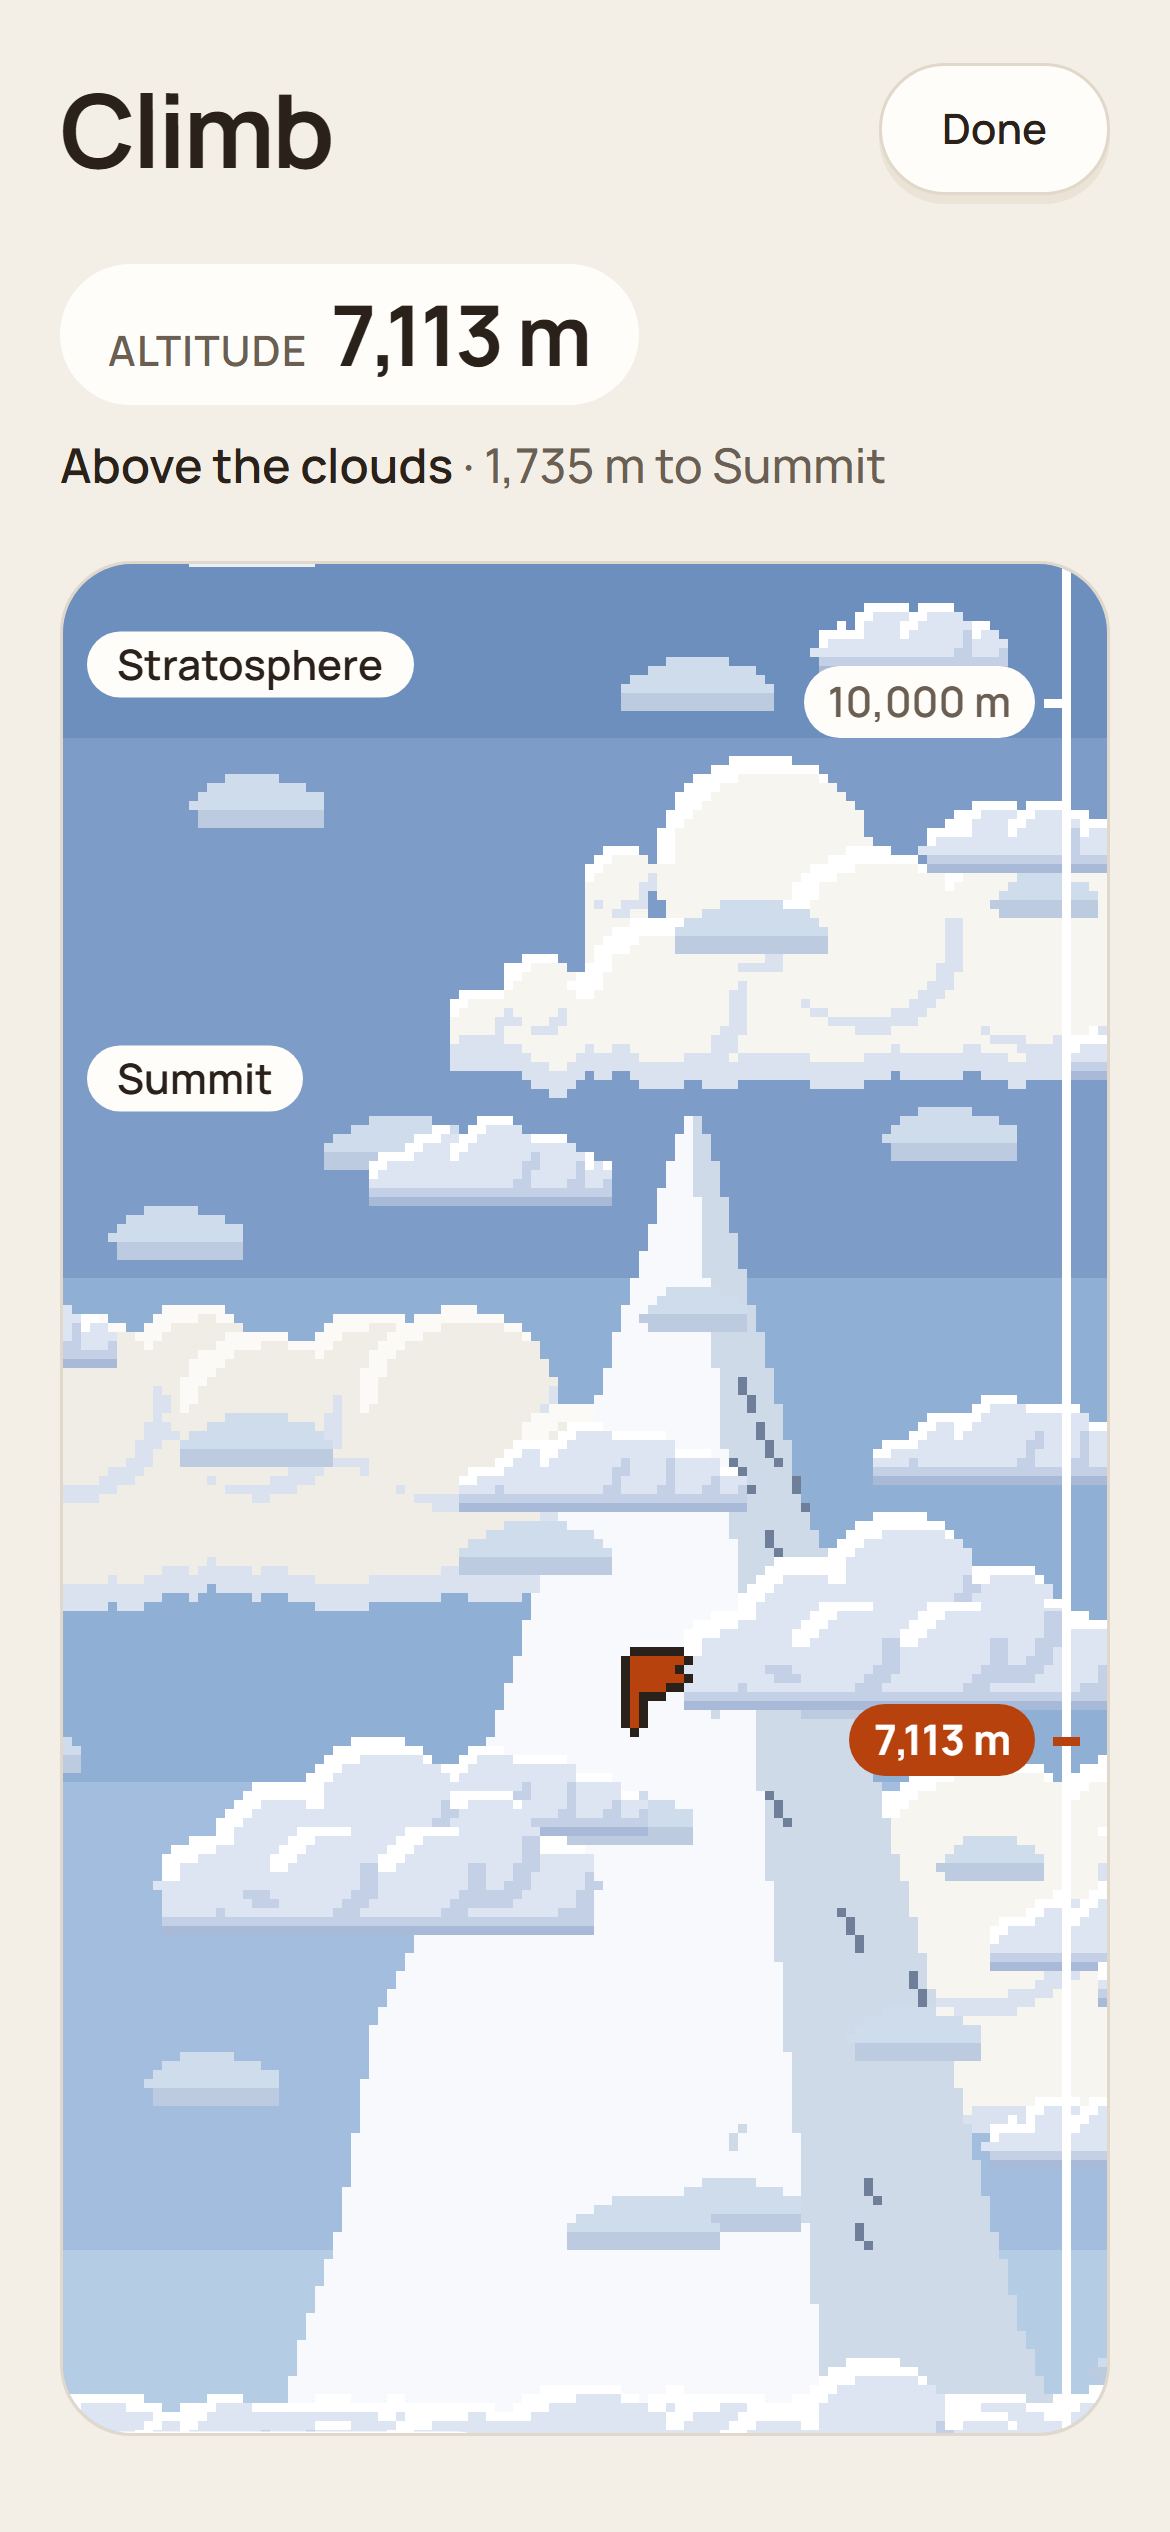 Climb
Done
ALTITUDE 7,113 m
Above the clouds · 1,735 m to Summit
Stratosphere
10,000 m
Summit
7,113 m